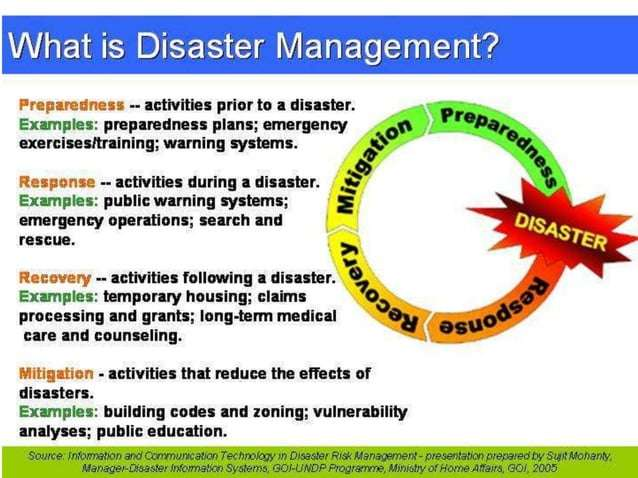 What is Disaster Management?
Preparedness -- activities prior to a disaster.
Examples: preparedness plans; emergency
exercises/training; warning systems.
Response -- activities during a disaster.
Examples: public warning systems;
emergency operations; search and
rescue.
Recovery -- activities following a disaster.
Examples: temporary housing; claims
processing and grants; long-term medical
care and counseling.
Mitigation - activities that reduce the effects of
disasters.
Examples: building codes and zoning; vulnerability
analyses; public education.
Mitigation
Preparedness
DISASTER
Response
Recovery
Source: Information and Communication Technology in Disaster Risk Management - presentation prepared by Sujit Mohanty,
Manager-Disaster Information Systems, GOI-UNDP Programme, Ministry of Home Affairs, GOI, 2005